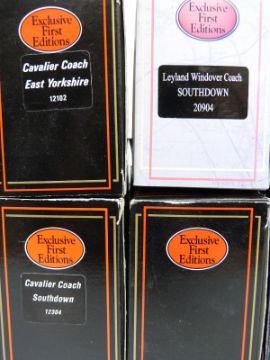 Exclusive
First
Editions
Cavalier Coach
East Yorkshire
12102
Exclusive
First
Editions
Leyland Windover Coach
SOUTHDOWN
20904
Exclusive
First
Editions
Cavalier Coach
Southdown
12304
Exclusive
First
Editions